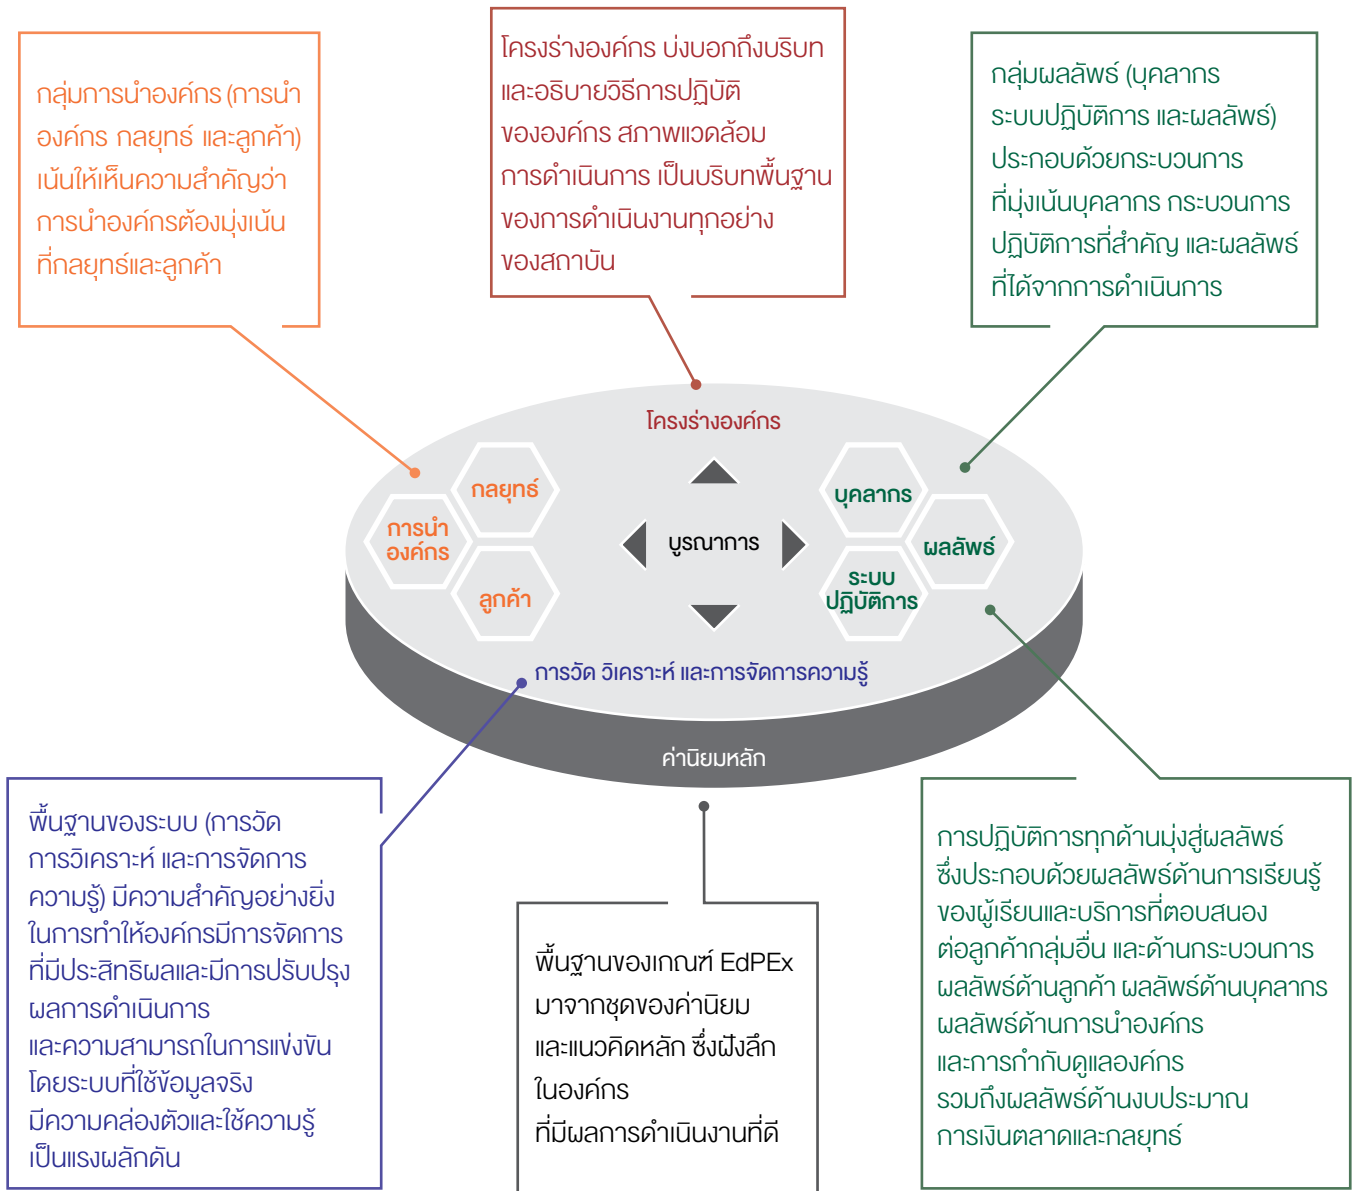 กลุ่มการนำองค์กร (การนำ
องค์กร กลยุทธ์ และลูกค้า)
เน้นให้เห็นความสำคัญว่า
การนำองค์กรต้องมุ่งเน้น
ที่กลยุทธ์และลูกค้า
โครงร่างองค์กร บ่งบอกถึงบริบท
และอธิบายวิธีการปฏิบัติ
ขององค์กร สภาพแวดล้อม
การดำเนินการ เป็นบริบทพื้นฐาน
ของการดำเนินงานทุกอย่าง
ของสถาบัน
กลุ่มผลลัพธ์ (บุคลากร
ระบบปฏิบัติการ และผลลัพธ์)
ประกอบด้วยกระบวนการ
ที่มุ่งเน้นบุคลากร กระบวนการ
ปฏิบัติการที่สำคัญ และผลลัพธ์
ที่ได้จากการดำเนินการ
โครงร่างองค์กร
กลยุทธ์
การนำ
องค์กร
ลูกค้า
บูรณาการ
บุคลากร
ผลลัพธ์
ระบบ
ปฏิบัติการ
การวัด วิเคราะห์ และการจัดการความรู้
ค่านิยมหลัก
พื้นฐานของระบบ (การวัด
การวิเคราะห์ และการจัดการ
ความรู้) มีความสำคัญอย่างยิ่ง
ในการทำให้องค์กรมีการจัดการ
ที่มีประสิทธิผลและมีการปรับปรุง
ผลการดำเนินการ
และความสามารถในการแข่งขัน
โดยระบบที่ใช้ข้อมูลจริง
มีความคล่องตัวและใช้ความรู้
เป็นแรงผลักดัน
พื้นฐานของเกณฑ์ EdPEx
มาจากชุดของค่านิยม
และแนวคิดหลัก ซึ่งฝังลึก
ในองค์กร
ที่มีผลการดำเนินงานที่ดี
การปฏิบัติการทุกด้านมุ่งสู่ผลลัพธ์
ซึ่งประกอบด้วยผลลัพธ์ด้านการเรียนรู้
ของผู้เรียนและบริการที่ตอบสนอง
ต่อลูกค้ากลุ่มอื่น และด้านกระบวนการ
ผลลัพธ์ด้านลูกค้า ผลลัพธ์ด้านบุคลากร
ผลลัพธ์ด้านการนำองค์กร
และการกำกับดูแลองค์กร
รวมถึงผลลัพธ์ด้านงบประมาณ
การเงินตลาดและกลยุทธ์